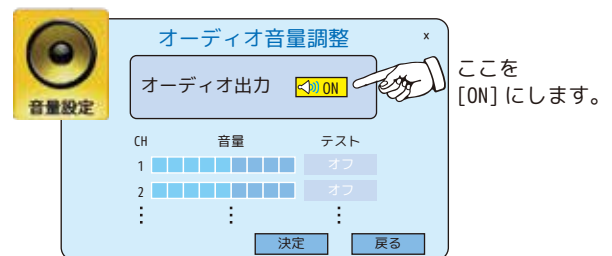 オーディオ音量調整
x
音量設定
オーディオ出力 ON
ここを
[ON]にします。
CH 音量 テスト
1 オフ
2 オフ
⋮ ⋮ ⋮
決定 戻る